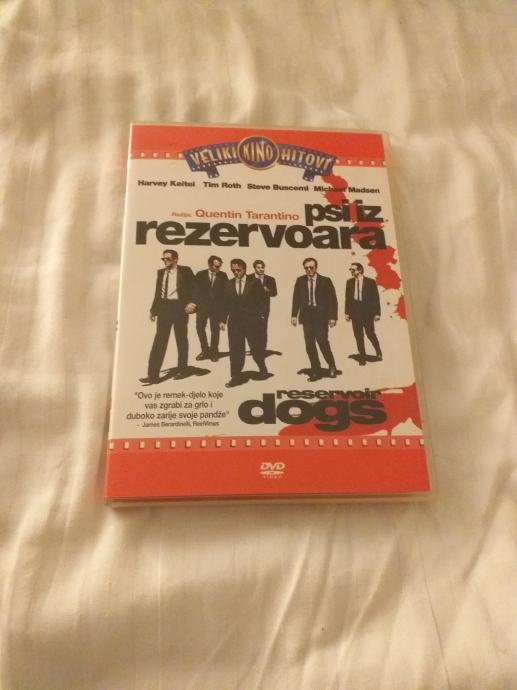 VELIKI KINO HITOVI
Harvey Keitel Tim Roth Steve Buscemi Michael Madsen
Režija: Quentin Tarantino
psi iz
rezervoara
"Ovo je remek-djelo koje
vas zgrabi za grlo i
duboko zarije svoje pandže"
- James Berardinelli, ReelViews
reservoir
dogs
DVD
VIDEO